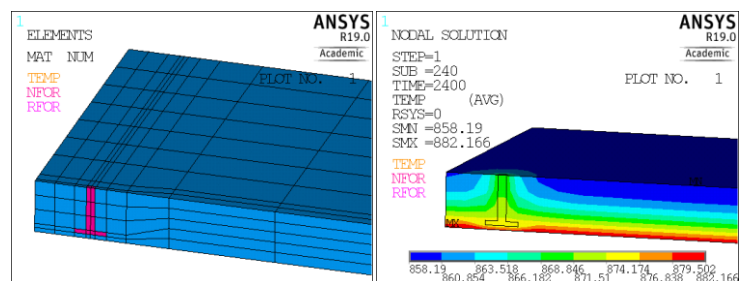 1
ANSYS
R19.0
Academic
ELEMENTS
MAT NUM
TEMP
NFOR
RFOR
PLOT NO. 1
1
ANSYS
R19.0
Academic
NODAL SOLUTION
STEP=1
SUB =240
TIME=2400
TEMP (AVG)
RSYS=0
SMN =858.19
SMX =882.166
PLOT NO. 1
TEMP
NFOR
RFOR
MX
858.19 863.518 868.846 874.174 879.502
860.854 866.182 871.51 876.838 882.166